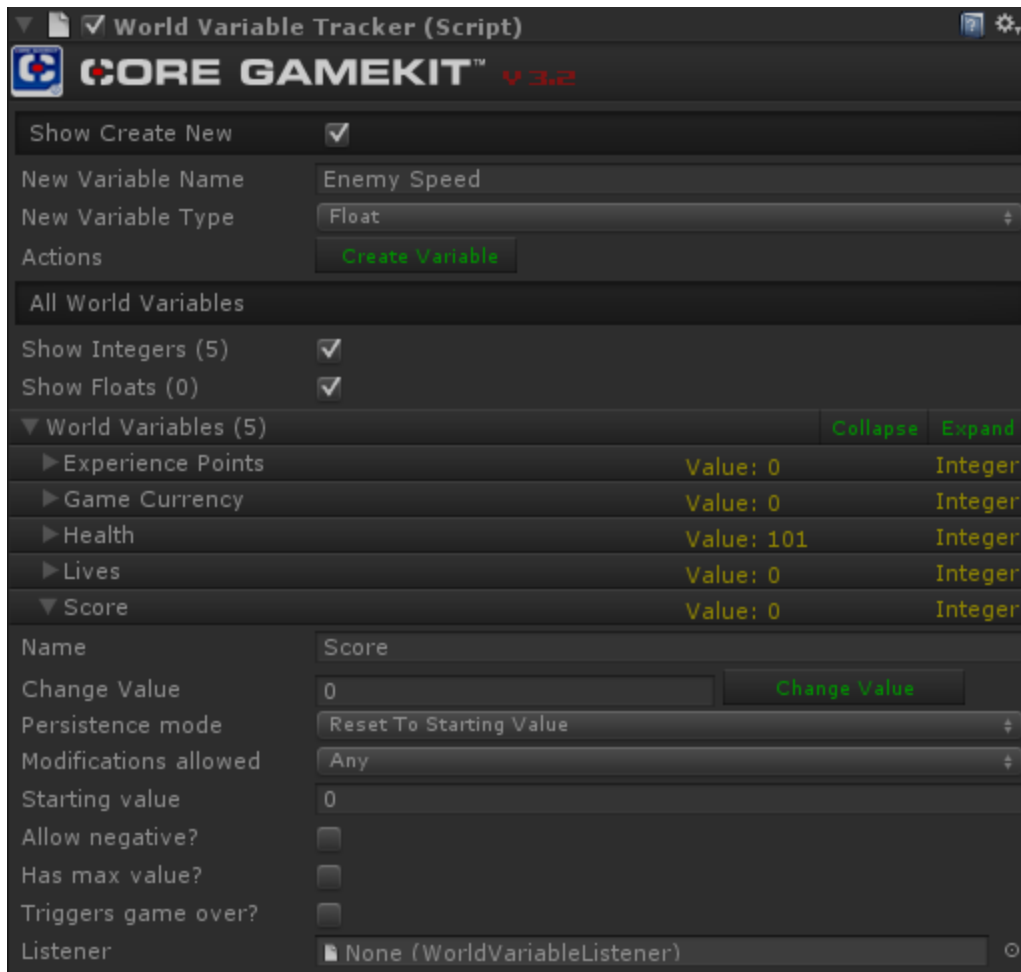 World Variable Tracker (Script)
CORE GAMEKIT™ V 3.2
Show Create New
New Variable Name Enemy Speed
New Variable Type Float
Actions Create Variable
All World Variables
Show Integers (5)
Show Floats (0)
World Variables (5) Collapse Expand
Experience Points Value: 0 Integer
Game Currency Value: 0 Integer
Health Value: 101 Integer
Lives Value: 0 Integer
Score Value: 0 Integer
Name Score
Change Value 0 Change Value
Persistence mode Reset To Starting Value
Modifications allowed Any
Starting value 0
Allow negative?
Has max value?
Triggers game over?
Listener None (WorldVariableListener)